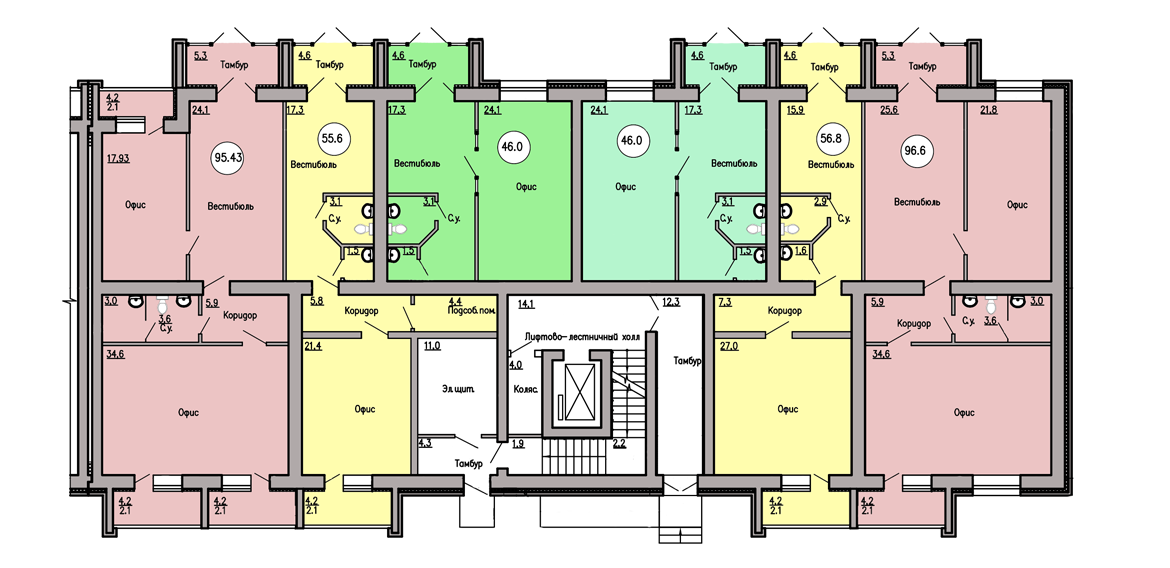 5.3
Тамбур
4.6
Тамбур
4.6
Тамбур
4.6
Тамбур
4.6
Тамбур
5.3
Тамбур
4.2
2.1
24.1
17.3
17.3
24.1
24.1
17.3
15.9
25.6
21.8
17.93
95.43
55.6
46.0
46.0
56.8
96.6
Вестибюль
Вестибюль
Вестибюль
Вестибюль
Офис
Вестибюль
Офис
Офис
Вестибюль
Офис
3.1
С.у.
3.1
С.у.
3.1
С.у.
2.9
С.у.
1.5
1.5
1.5
1.6
3.0
3.6
С.у.
5.9
Коридор
5.8
Коридор
4.4
Подсоб.пом.
14.1
12.3
7.3
Коридор
5.9
Коридор
С.у.
3.6
3.0
Лифтово-лестничный холл
34.6
21.4
11.0
4.0
Тамбур
27.0
34.6
Офис
Офис
Эл.щит.
Коляс.
Офис
Офис
4.3
Тамбур
1.9
2.2
4.2
2.1
4.2
2.1
4.2
2.1
4.2
2.1
4.2
2.1